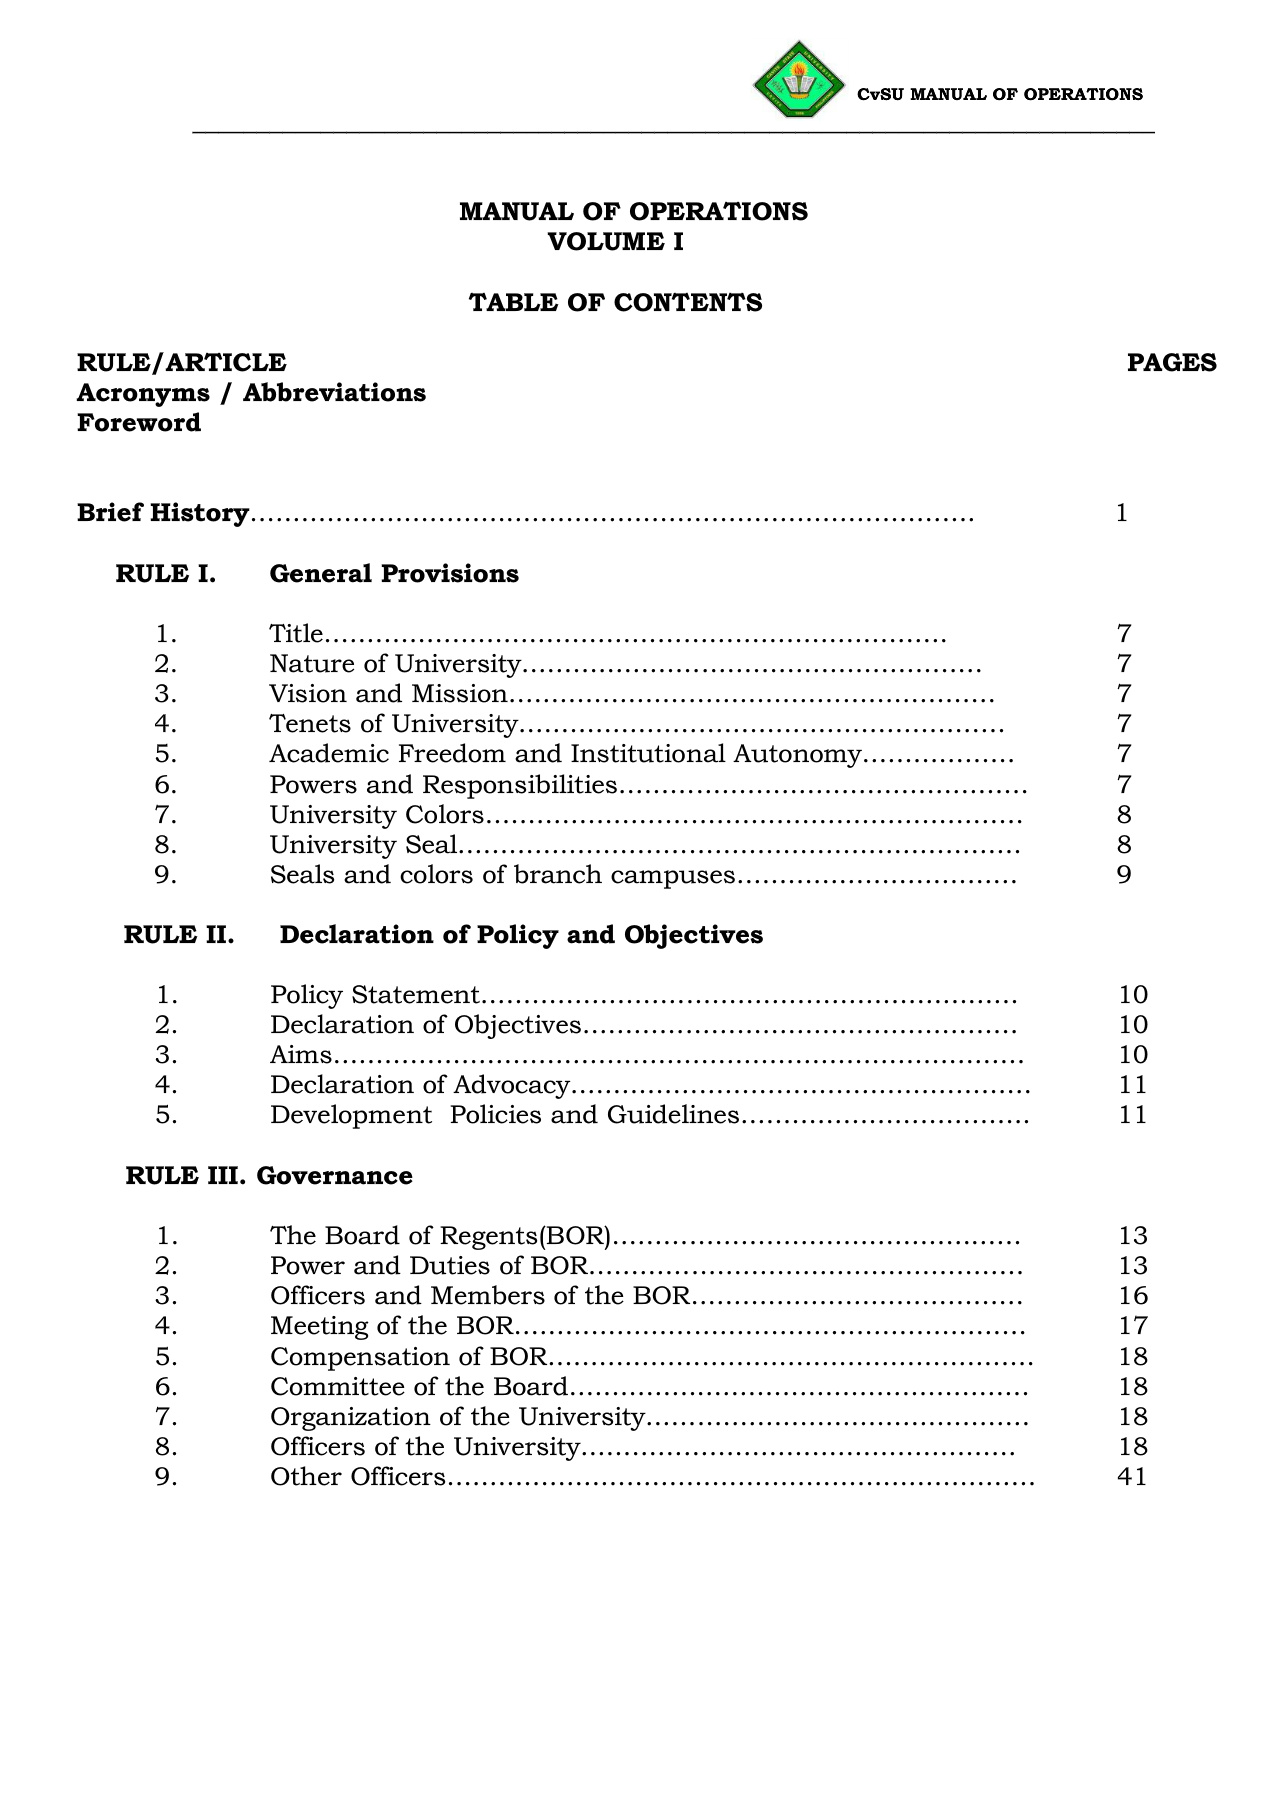 CvSU MANUAL OF OPERATIONS
MANUAL OF OPERATIONS
VOLUME I
TABLE OF CONTENTS
RULE/ARTICLE PAGES
Acronyms / Abbreviations
Foreword
Brief History…………………………………………………………………………. 1
RULE I. General Provisions
1. Title………………………………………………………………. 7
2. Nature of University……………………………………………… 7
3. Vision and Mission………………………………………………… 7
4. Tenets of University………………………………………………… 7
5. Academic Freedom and Institutional Autonomy……………… 7
6. Powers and Responsibilities………………………………………… 7
7. University Colors……………………………………………………… 8
8. University Seal………………………………………………………… 8
9. Seals and colors of branch campuses…………………………… 9
RULE II. Declaration of Policy and Objectives
1. Policy Statement……………………………………………………… 10
2. Declaration of Objectives…………………………………………… 10
3. Aims……………………………………………………………………… 10
4. Declaration of Advocacy……………………………………………… 11
5. Development  Policies and Guidelines…………………………… 11
RULE III. Governance
1. The Board of Regents(BOR)………………………………………… 13
2. Power and Duties of BOR…………………………………………… 13
3. Officers and Members of the BOR………………………………… 16
4. Meeting of the BOR…………………………………………………… 17
5. Compensation of BOR………………………………………………… 18
6. Committee of the Board……………………………………………… 18
7. Organization of the University……………………………………… 18
8. Officers of the University…………………………………………… 18
9. Other Officers…………………………………………………………… 41